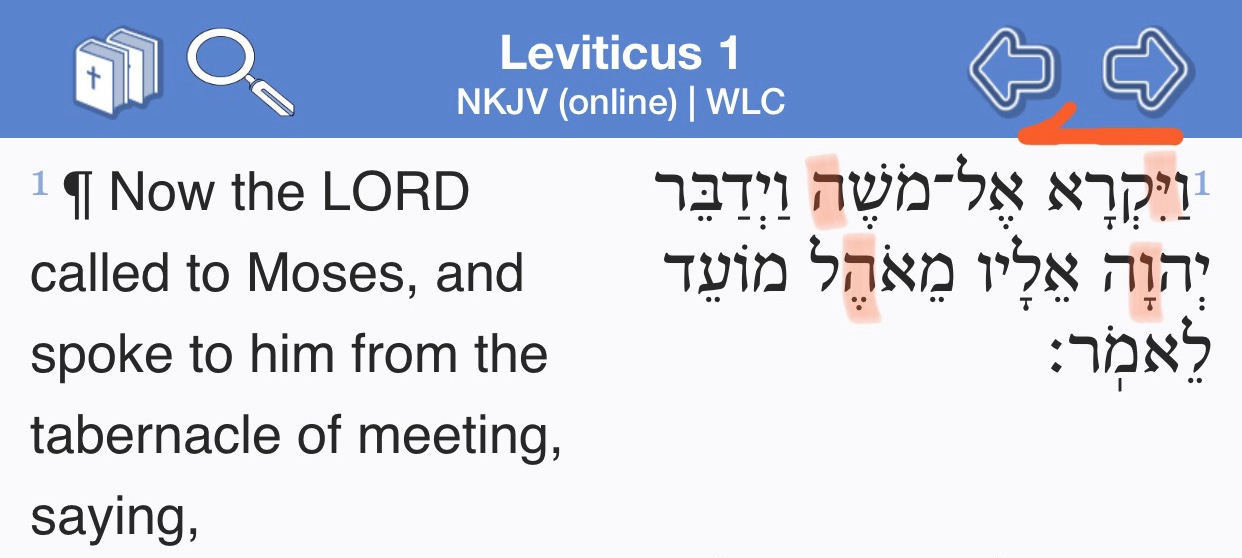 Leviticus 1
NKJV (online) | WLC
1 ¶ Now the LORD
called to Moses, and
spoke to him from the
tabernacle of meeting,
saying,
1וַיִּקְרָא אֶל־מֹשֶׁה וַיְדַבֵּר
יְהוָה אֵלָיו מֵאֹהֶל מוֹעֵד
לֵאמֹֽר׃